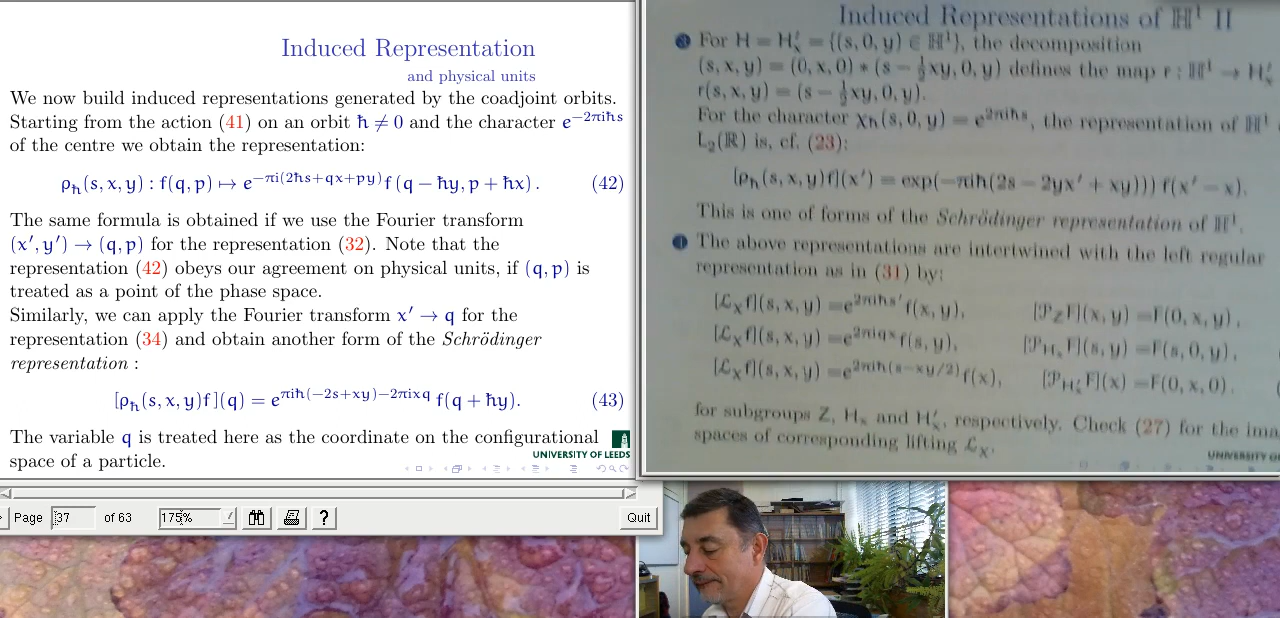 Induced Representation
and physical units
We now build induced representations generated by the coadjoint orbits.
Starting from the action (41) on an orbit ħ ≠ 0 and the character e^{−2πiħs}
of the centre we obtain the representation:
ρ_ħ(s, x, y) : f(q, p) ↦ e^{−πi(2ħs+qx+py)} f (q − ħy, p + ħx) . (42)
The same formula is obtained if we use the Fourier transform
(x′, y′) → (q, p) for the representation (32). Note that the
representation (42) obeys our agreement on physical units, if (q, p) is
treated as a point of the phase space.
Similarly, we can apply the Fourier transform x′ → q for the
representation (34) and obtain another form of the Schrödinger
representation :
[ρ_ħ(s, x, y)f ](q) = e^{πiħ(−2s+xy)−2πixq} f(q + ħy). (43)
The variable q is treated here as the coordinate on the configurational
space of a particle.
UNIVERSITY OF LEEDS
Page 37 of 63 175% ? Quit
Induced Representations of ℍ¹ II
3 For H = H′ₓ = {(s, 0, y) ∈ ℍ¹}, the decomposition
(s, x, y) = (0, x, 0) ∗ (s − ½xy, 0, y) defines the map r : ℍ¹ → H′ₓ
r(s, x, y) = (s − ½xy, 0, y).
For the character χ_ħ(s, 0, y) = e^{2πiħs}, the representation of ℍ¹
L₂(ℝ) is, cf. (23):
[ρ_ħ(s, x, y)f](x′) = exp(−πiħ(2s − 2yx′ + xy))) f(x′ − x).
This is one of forms of the Schrödinger representation of ℍ¹.
The above representations are intertwined with the left regular
representation as in (31) by:
[ℒ_χf](s, x, y) =e^{2πiħs′} f(x, y), [𝒫_Z F](x, y) =F(0, x, y) ,
[ℒ_χf](s, x, y) =e^{2πiqx} f(s, y), [𝒫_{Hₓ}F](s, y) =F(s, 0, y) ,
[ℒ_χf](s, x, y) =e^{2πiħ(s−xy/2)} f(x), [𝒫_{H′ₓ}F](x) =F(0, x, 0) .
for subgroups Z, Hₓ and H′ₓ, respectively. Check (27) for the ima
spaces of corresponding lifting ℒ_χ.
UNIVERSITY O